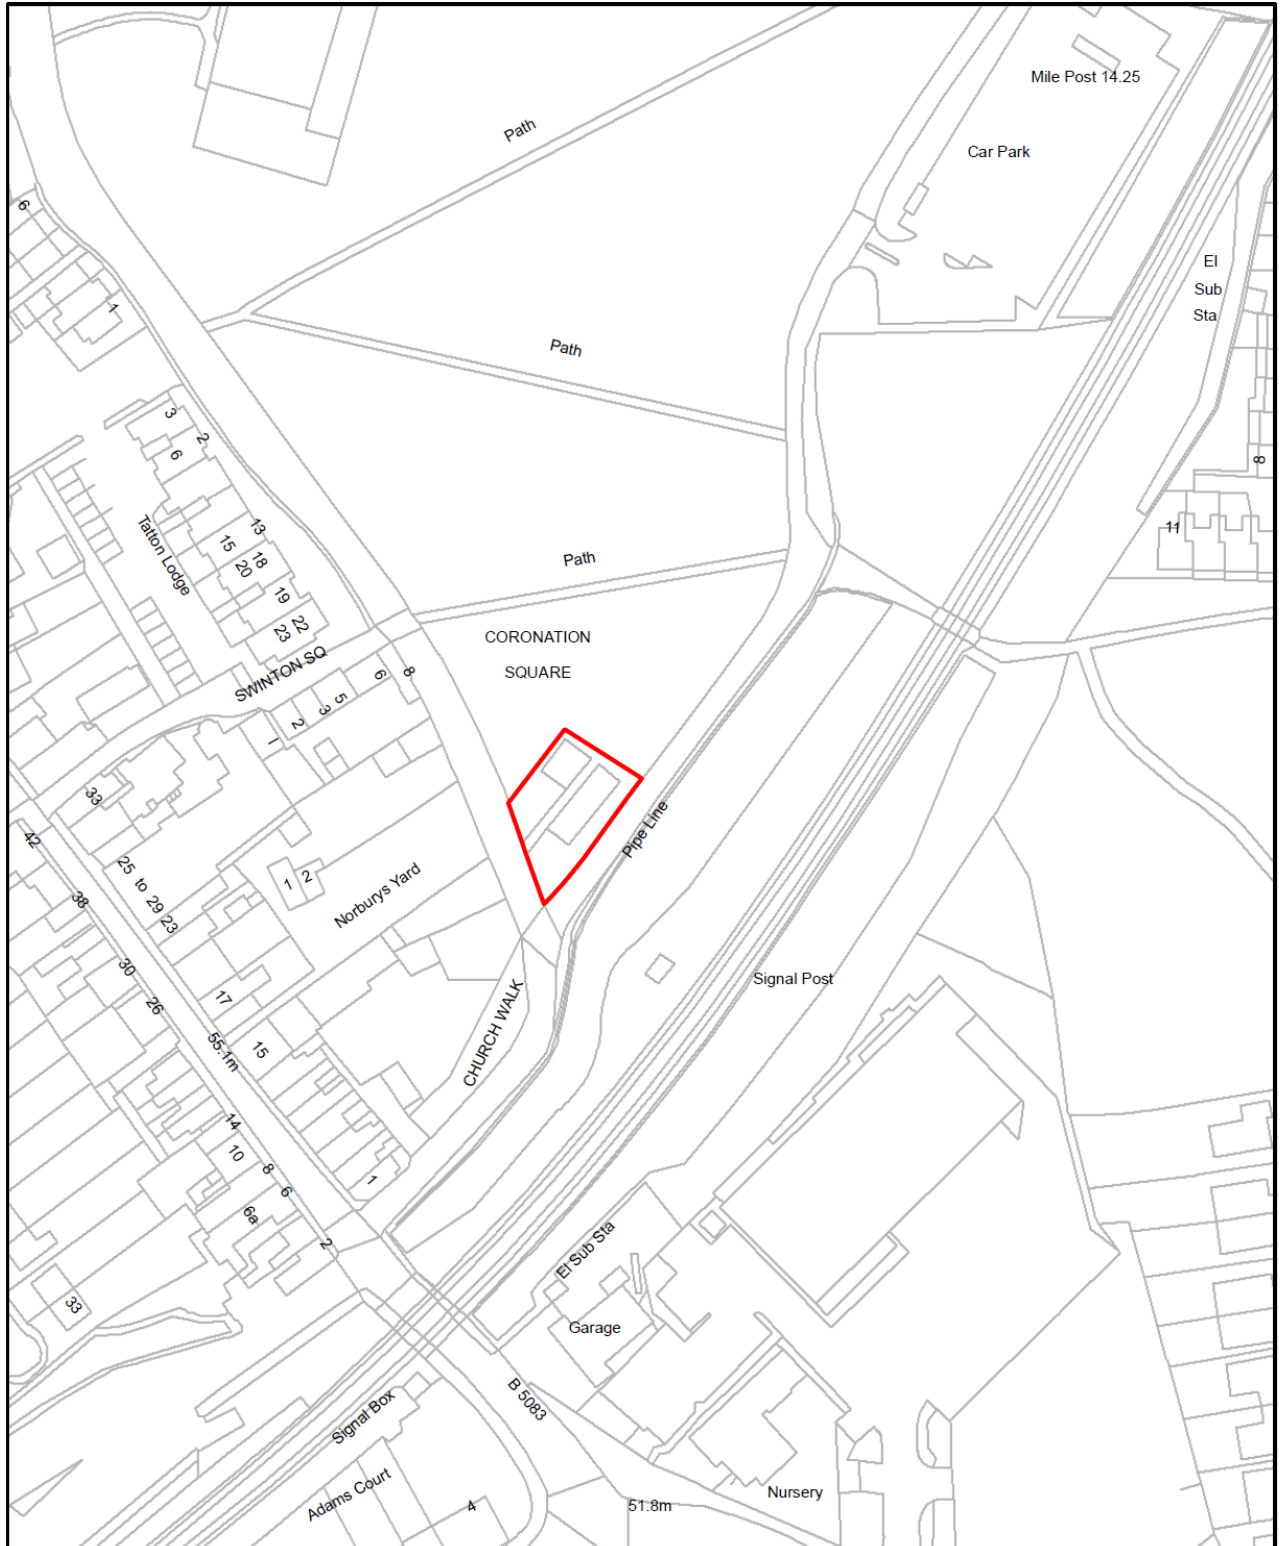 Mile Post 14.25
Path
Car Park
6
El
Sub
Sta
1
Path
3
2
6
8
13
11
Tatton Lodge
15
18
20
Path
19
22
23
CORONATION
SQUARE
SWINTON SQ
8
6
5
3
2
1
33
Pipe Line
42
25 to 29
1
2
38
Norburys Yard
23
30
Signal Post
26
17
CHURCH WALK
55.1m
15
14
10
8
1
6
6a
2
El Sub Sta
33
Garage
B 5083
Signal Box
Adams Court
4
51.8m
Nursery